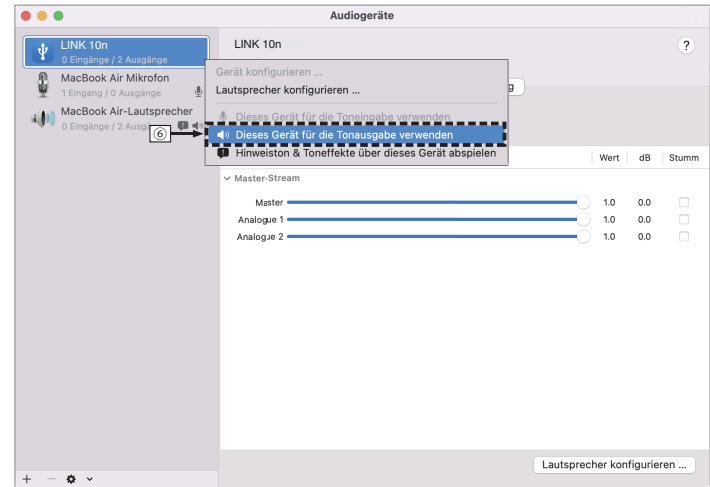 Audiogeräte
LINK 10n
0 Eingänge / 2 Ausgänge
MacBook Air Mikrofon
1 Eingang / 0 Ausgänge
MacBook Air-Lautsprecher
0 Eingänge / 2
6
LINK 10n
?
Gerät konfigurieren ...
Lautsprecher konfigurieren ...
Dieses Gerät für die Toneingabe verwenden
Dieses Gerät für die Tonausgabe verwenden
Hinweiston & Toneffekte über dieses Gerät abspielen
g
Wert dB Stumm
Master-Stream
Master 1.0 0.0
Analogue 1 1.0 0.0
Analogue 2 1.0 0.0
Lautsprecher konfigurieren ...